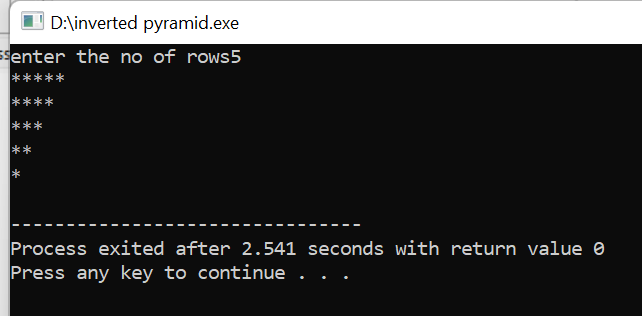 D:\inverted pyramid.exe
enter the no of rows5
*****
****
***
**
*
--------------------------------
Process exited after 2.541 seconds with return value 0
Press any key to continue . . .